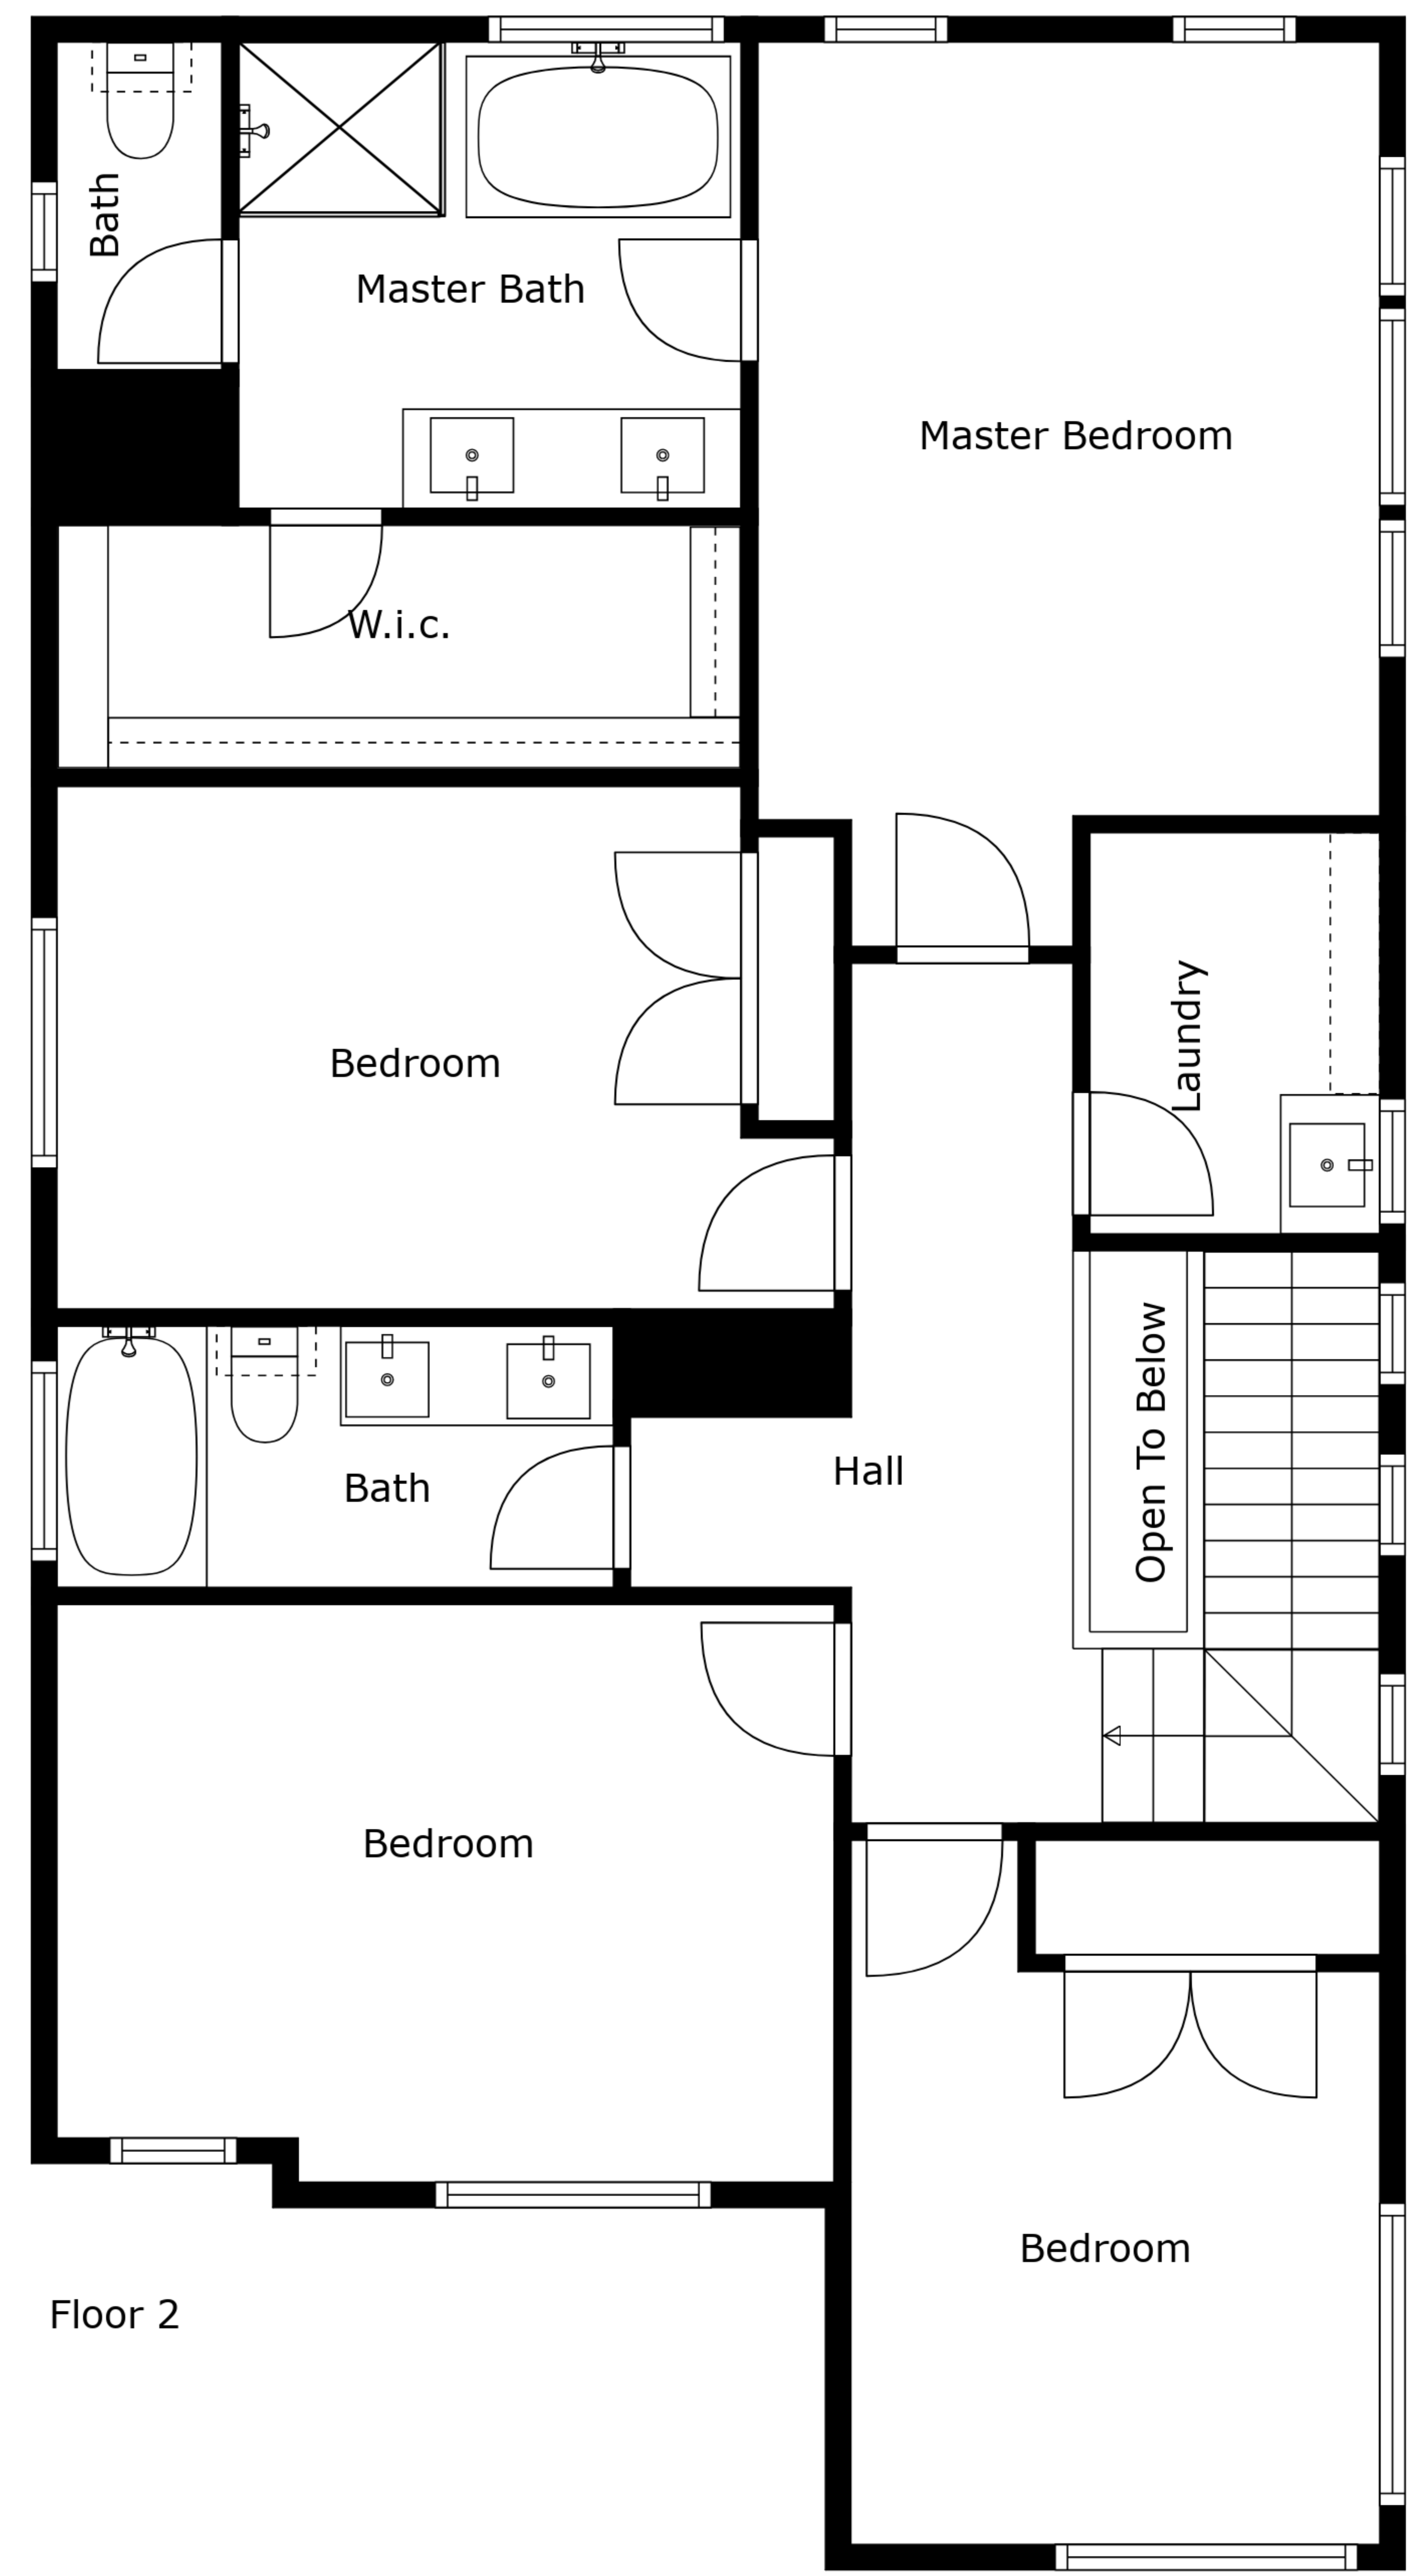 Bath
Master Bath
Master Bedroom
W.i.c.
Bedroom
Laundry
Open To Below
Hall
Bath
Bedroom
Bedroom
Floor 2